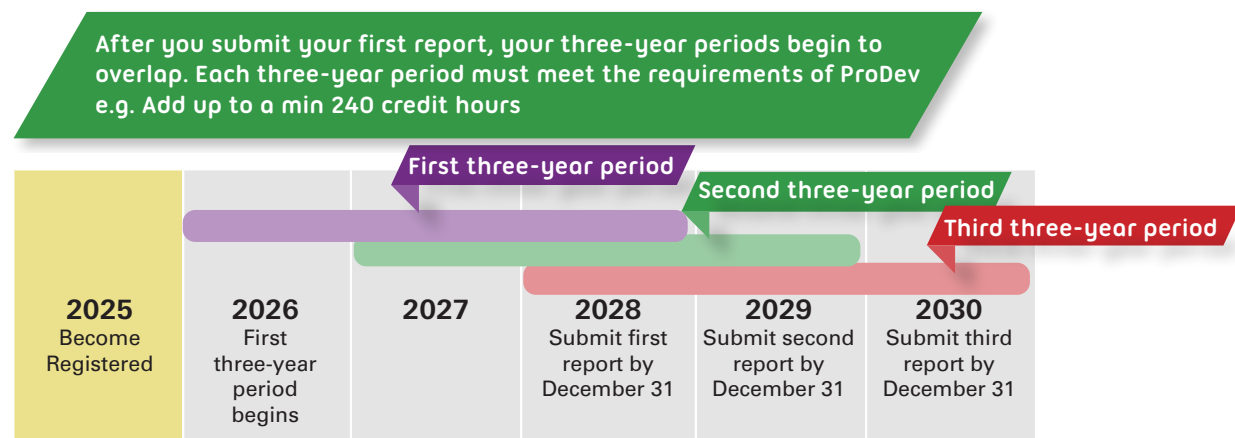 After you submit your first report, your three-year periods begin to
overlap. Each three-year period must meet the requirements of ProDev
e.g. Add up to a min 240 credit hours
First three-year period
Second three-year period
Third three-year period
2025
Become
Registered
2026
First
three-year
period
begins
2027
2028
Submit first
report by
December 31
2029
Submit second
report by
December 31
2030
Submit third
report by
December 31